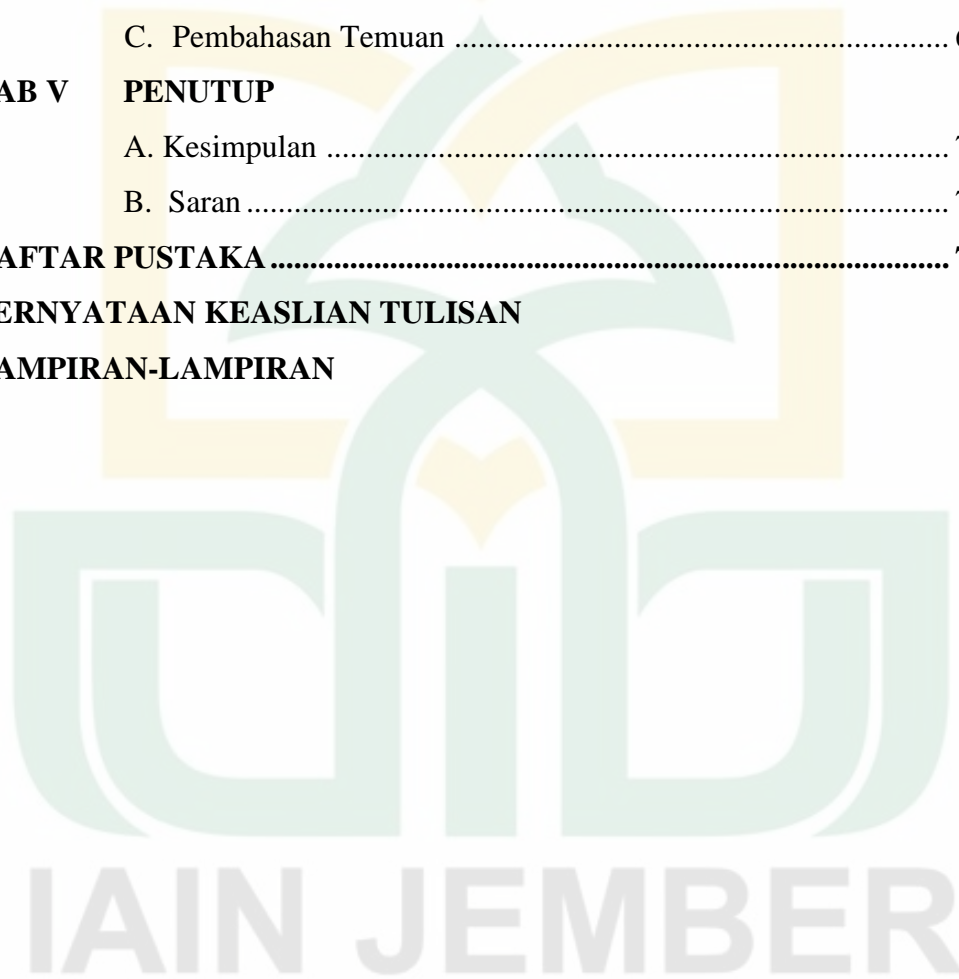 C. Pembahasan Temuan ......................................................................................
AB V PENUTUP
A. Kesimpulan ............................................................................................................
B. Saran ..........................................................................................................................
AFTAR PUSTAKA ......................................................................................................................
ERNYATAAN KEASLIAN TULISAN
AMPIRAN-LAMPIRAN
IAIN JEMBER